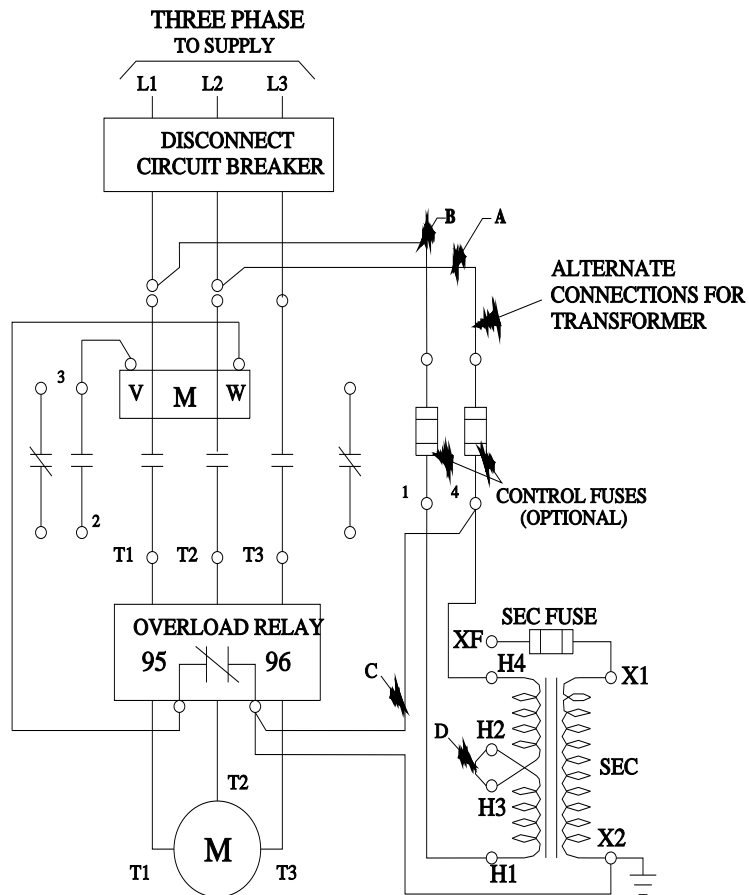 THREE PHASE
TO SUPPLY
L1 L2 L3
DISCONNECT
CIRCUIT BREAKER
B A
ALTERNATE
CONNECTIONS FOR
TRANSFORMER
3
V M W
1 4
CONTROL FUSES
(OPTIONAL)
2
T1 T2 T3
OVERLOAD RELAY
95 96
SEC FUSE
XF
H4
X1
C
D
H2
SEC
H3
T2
M
T1 T3
X2
H1